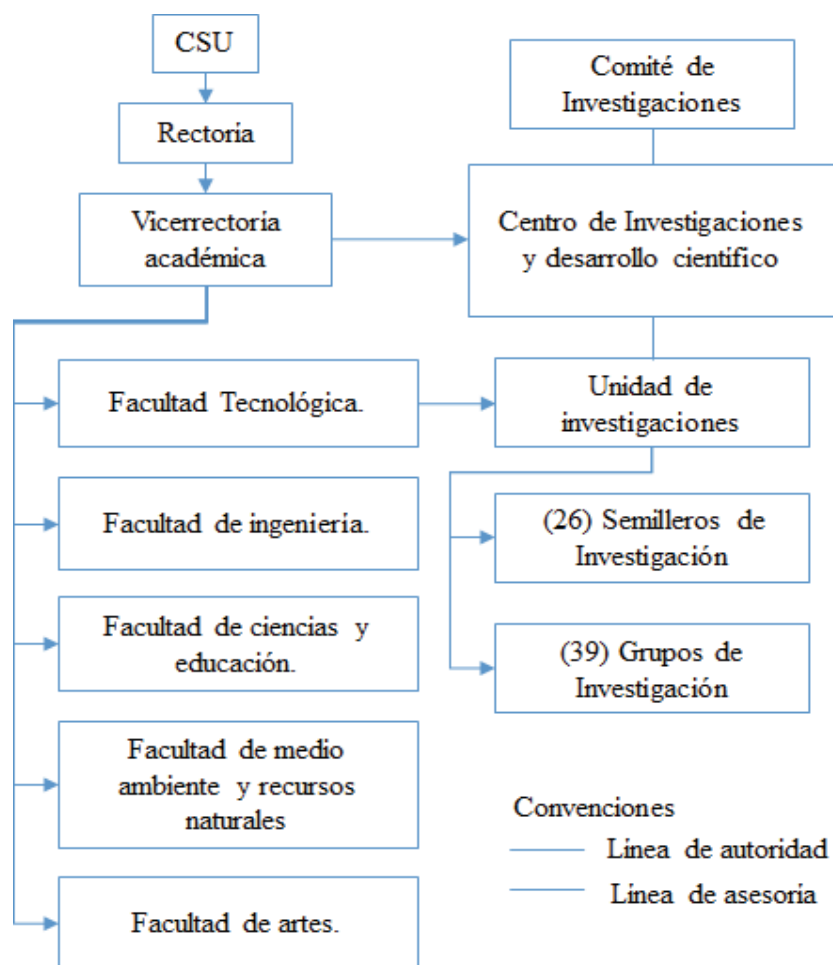 CSU
Rectoría
Vicerrectoría
académica
Comité de
Investigaciones
Centro de Investigaciones
y desarrollo científico
Facultad Tecnológica.
Unidad de
investigaciones
Facultad de ingeniería.
(26) Semilleros de
Investigación
Facultad de ciencias y
educación.
(39) Grupos de
Investigación
Facultad de medio
ambiente y recursos
naturales
Facultad de artes.
Convenciones
Línea de autoridad
Línea de asesoría